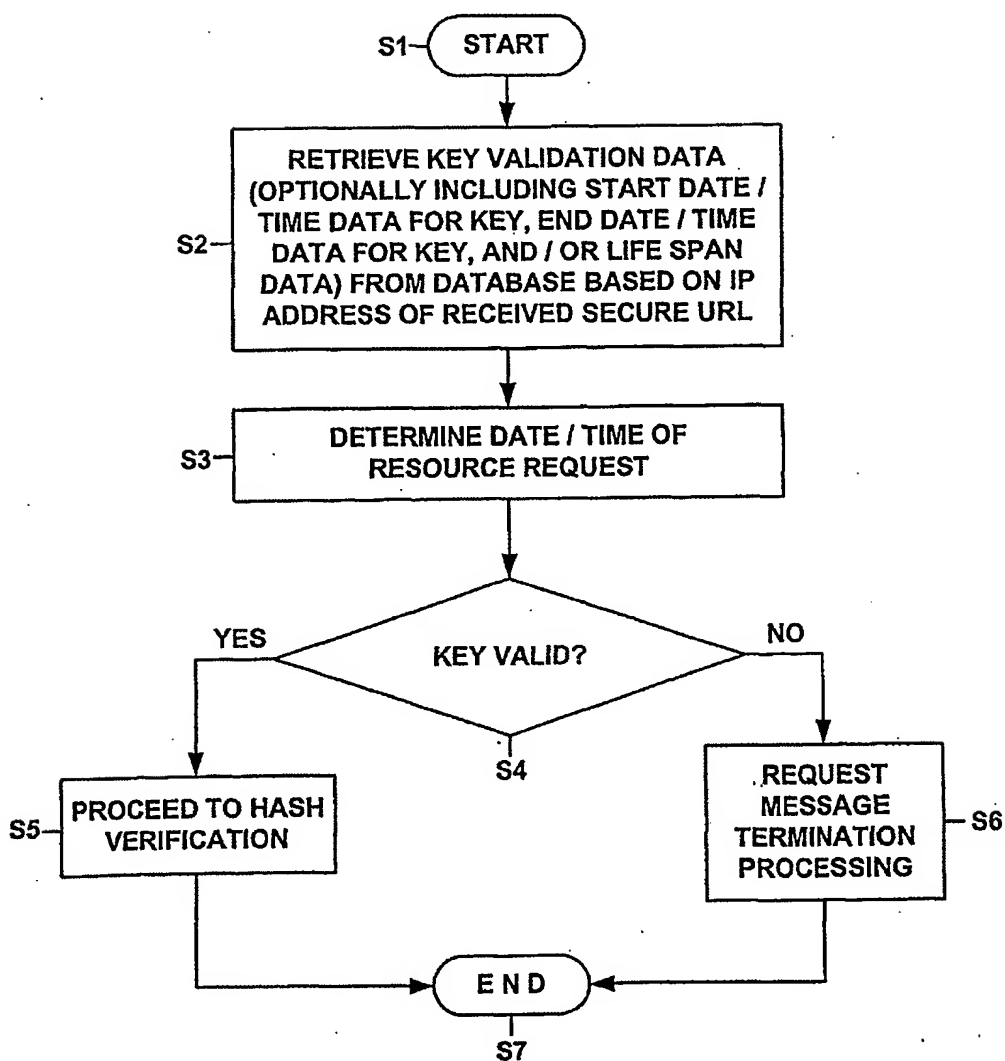 S1
START
RETRIEVE KEY VALIDATION DATA
(OPTIONALLY INCLUDING START DATE /
TIME DATA FOR KEY, END DATE / TIME
DATA FOR KEY, AND / OR LIFE SPAN
DATA) FROM DATABASE BASED ON IP
ADDRESS OF RECEIVED SECURE URL
S2
DETERMINE DATE / TIME OF
RESOURCE REQUEST
S3
YES
KEY VALID?
NO
S4
PROCEED TO HASH
VERIFICATION
S5
REQUEST
MESSAGE
TERMINATION
PROCESSING
S6
E N D
S7